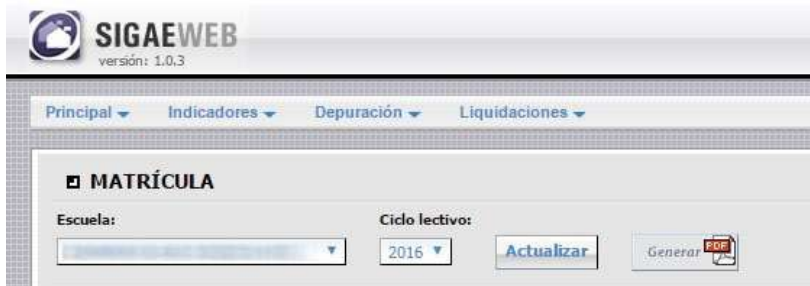 SIGAEWEB
versión: 1.0.3
Principal Indicadores Depuración Liquidaciones
MATRÍCULA
Escuela: Ciclo lectivo:
2016 Actualizar Generar PDF